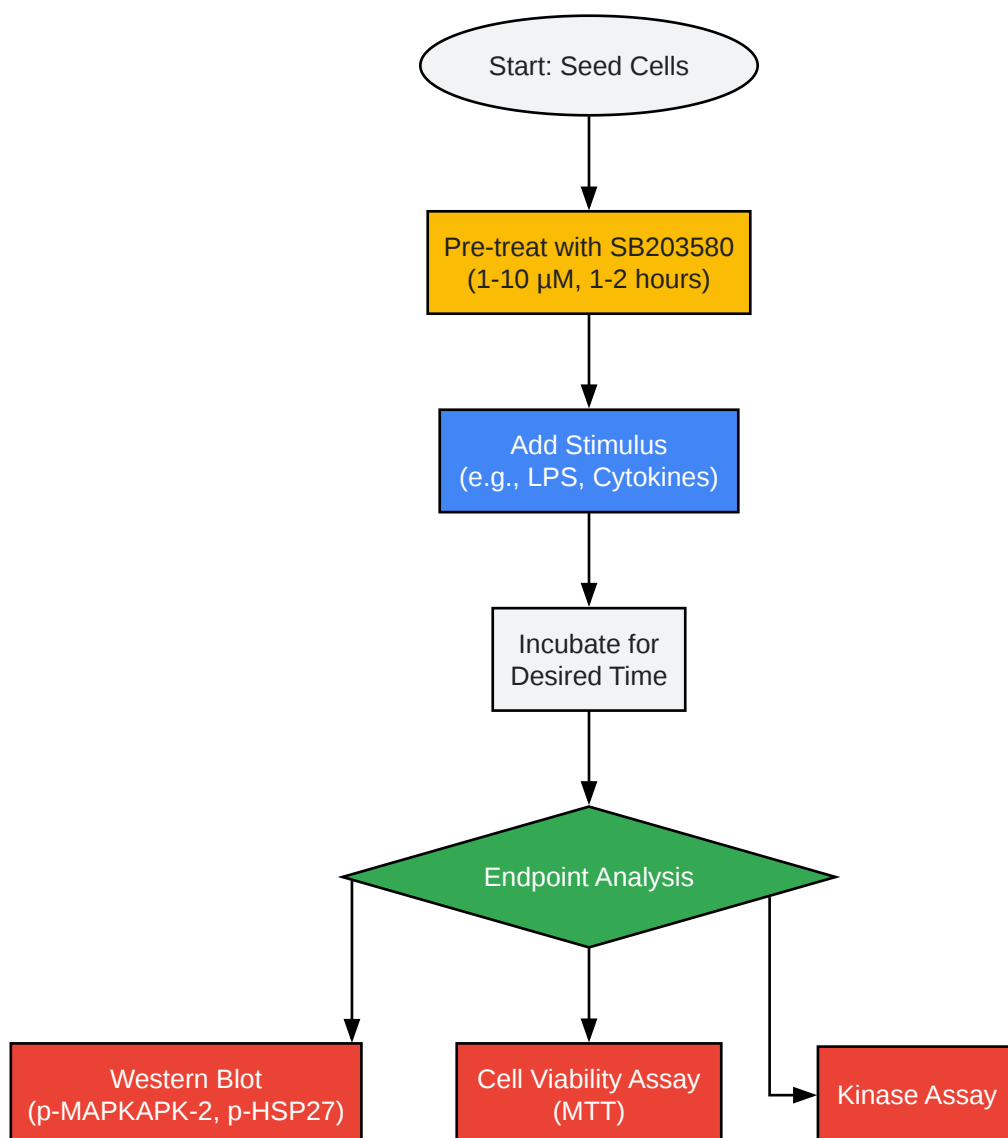 Start: Seed Cells
Pre-treat with SB203580
(1-10 µM, 1-2 hours)
Add Stimulus
(e.g., LPS, Cytokines)
Incubate for
Desired Time
Endpoint Analysis
Western Blot
(p-MAPKAPK-2, p-HSP27)
Cell Viability Assay
(MTT)
Kinase Assay